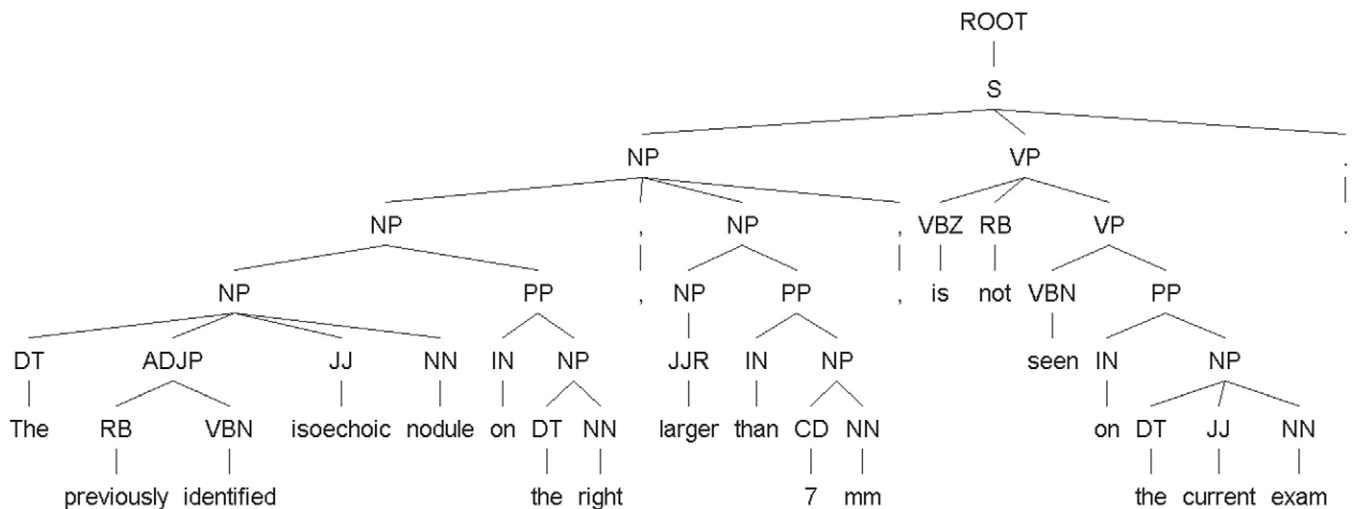 ROOT
S
NP VP .
NP , NP , VBZ RB VP .
NP PP , NP PP , is not VBN PP
DT ADJP JJ NN IN NP JJR IN NP seen IN NP
The RB VBN isoechoic nodule on DT NN larger than CD NN on DT JJ NN
previously identified the right 7 mm the current exam